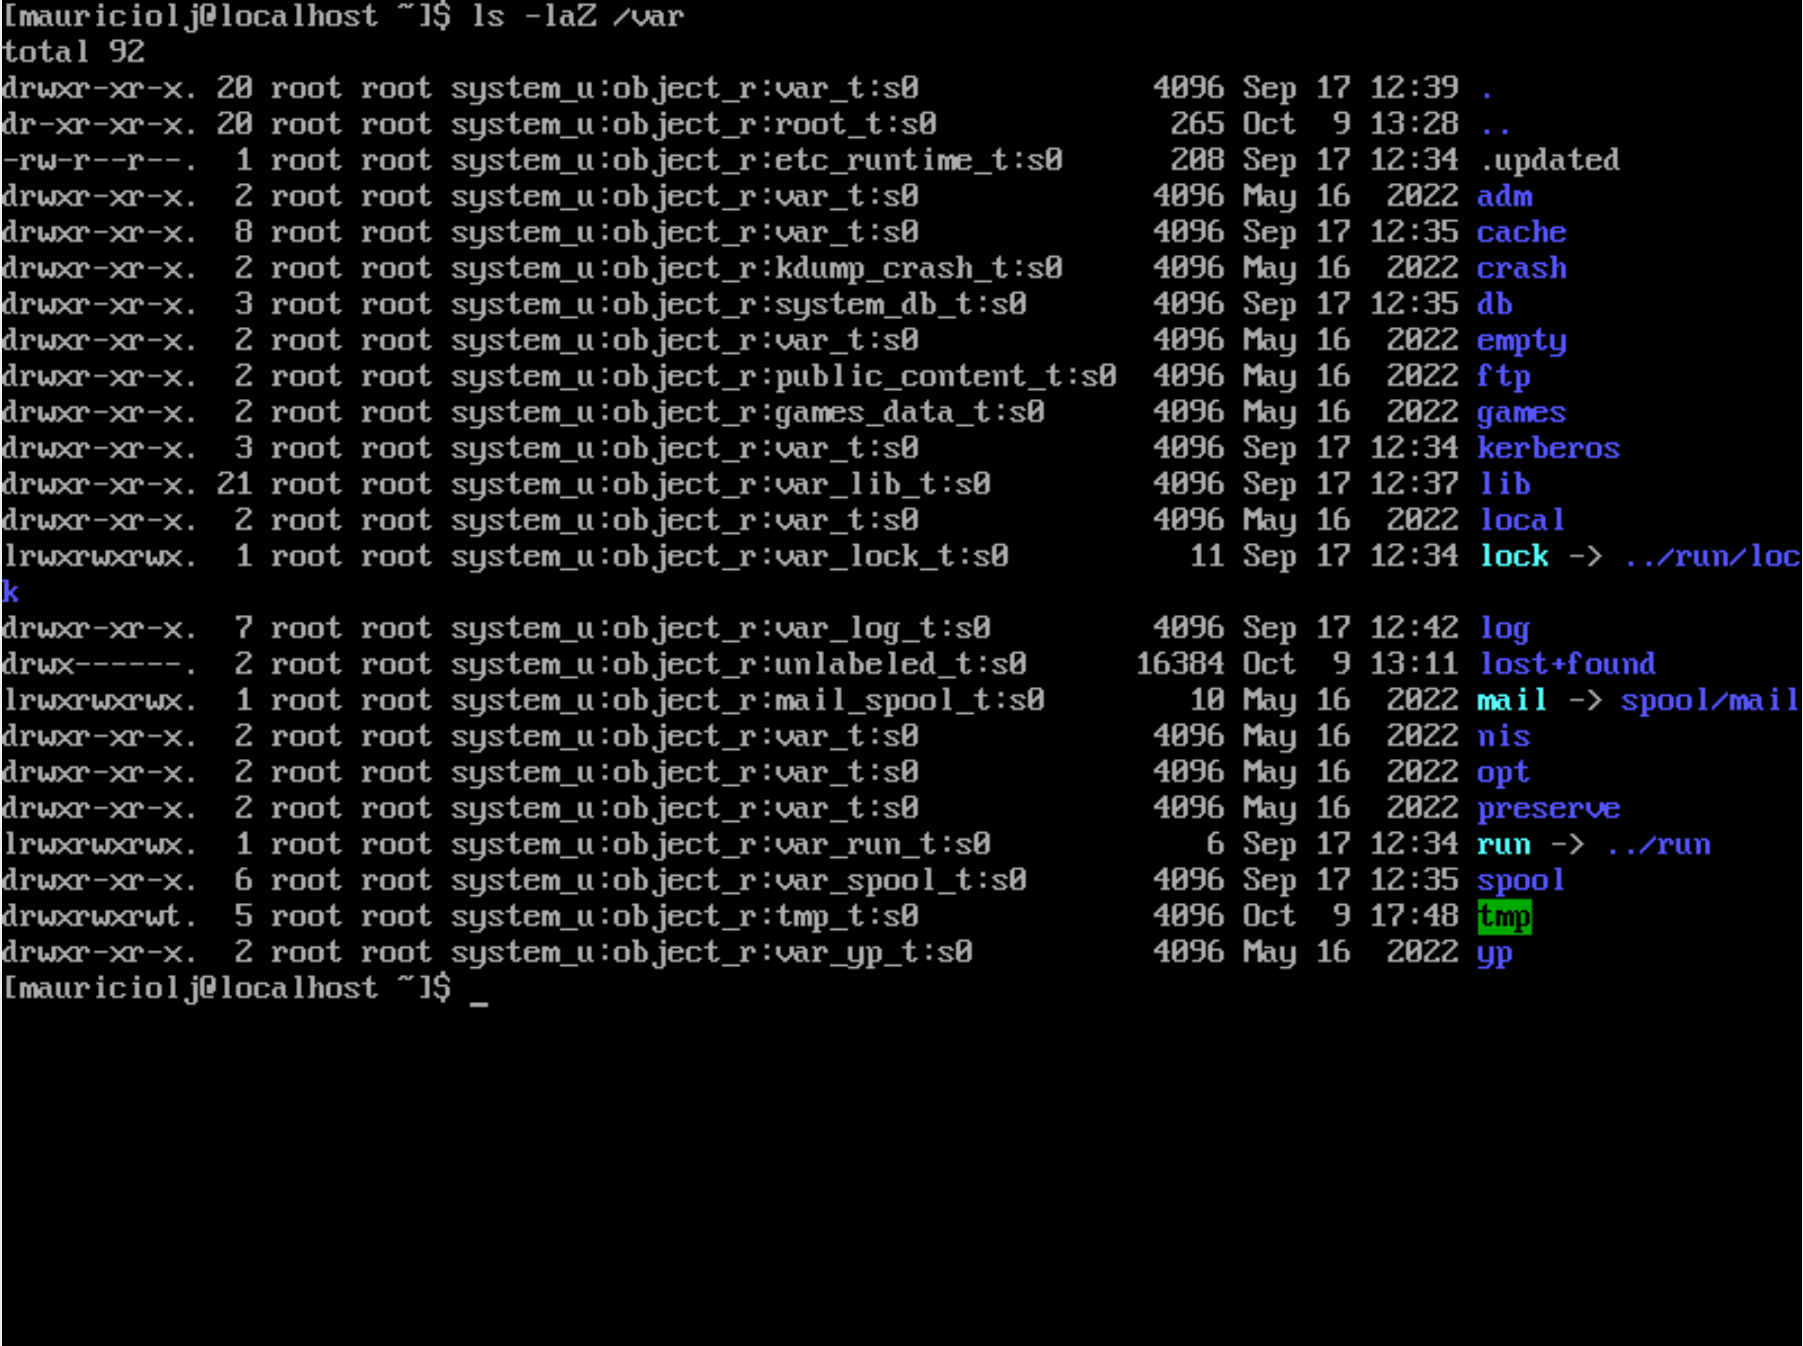 [mauriciolj@localhost ~]$ ls -laZ /var
total 92
drwxr-xr-x. 20 root root system_u:object_r:var_t:s0             4096 Sep 17 12:39 .
dr-xr-xr-x. 20 root root system_u:object_r:root_t:s0             265 Oct  9 13:28 ..
-rw-r--r--.  1 root root system_u:object_r:etc_runtime_t:s0      208 Sep 17 12:34 .updated
drwxr-xr-x.  2 root root system_u:object_r:var_t:s0             4096 May 16  2022 adm
drwxr-xr-x.  8 root root system_u:object_r:var_t:s0             4096 Sep 17 12:35 cache
drwxr-xr-x.  2 root root system_u:object_r:kdump_crash_t:s0     4096 May 16  2022 crash
drwxr-xr-x.  3 root root system_u:object_r:system_db_t:s0       4096 Sep 17 12:35 db
drwxr-xr-x.  2 root root system_u:object_r:var_t:s0             4096 May 16  2022 empty
drwxr-xr-x.  2 root root system_u:object_r:public_content_t:s0  4096 May 16  2022 ftp
drwxr-xr-x.  2 root root system_u:object_r:games_data_t:s0      4096 May 16  2022 games
drwxr-xr-x.  3 root root system_u:object_r:var_t:s0             4096 Sep 17 12:34 kerberos
drwxr-xr-x. 21 root root system_u:object_r:var_lib_t:s0         4096 Sep 17 12:37 lib
drwxr-xr-x.  2 root root system_u:object_r:var_t:s0             4096 May 16  2022 local
lrwxrwxrwx.  1 root root system_u:object_r:var_lock_t:s0          11 Sep 17 12:34 lock -> ../run/loc
k
drwxr-xr-x.  7 root root system_u:object_r:var_log_t:s0         4096 Sep 17 12:42 log
drwx------.  2 root root system_u:object_r:unlabeled_t:s0      16384 Oct  9 13:11 lost+found
lrwxrwxrwx.  1 root root system_u:object_r:mail_spool_t:s0        10 May 16  2022 mail -> spool/mail
drwxr-xr-x.  2 root root system_u:object_r:var_t:s0             4096 May 16  2022 nis
drwxr-xr-x.  2 root root system_u:object_r:var_t:s0             4096 May 16  2022 opt
drwxr-xr-x.  2 root root system_u:object_r:var_t:s0             4096 May 16  2022 preserve
lrwxrwxrwx.  1 root root system_u:object_r:var_run_t:s0            6 Sep 17 12:34 run -> ../run
drwxr-xr-x.  6 root root system_u:object_r:var_spool_t:s0       4096 Sep 17 12:35 spool
drwxrwxrwt.  5 root root system_u:object_r:tmp_t:s0             4096 Oct  9 17:48 tmp
drwxr-xr-x.  2 root root system_u:object_r:var_yp_t:s0          4096 May 16  2022 yp
[mauriciolj@localhost ~]$ _